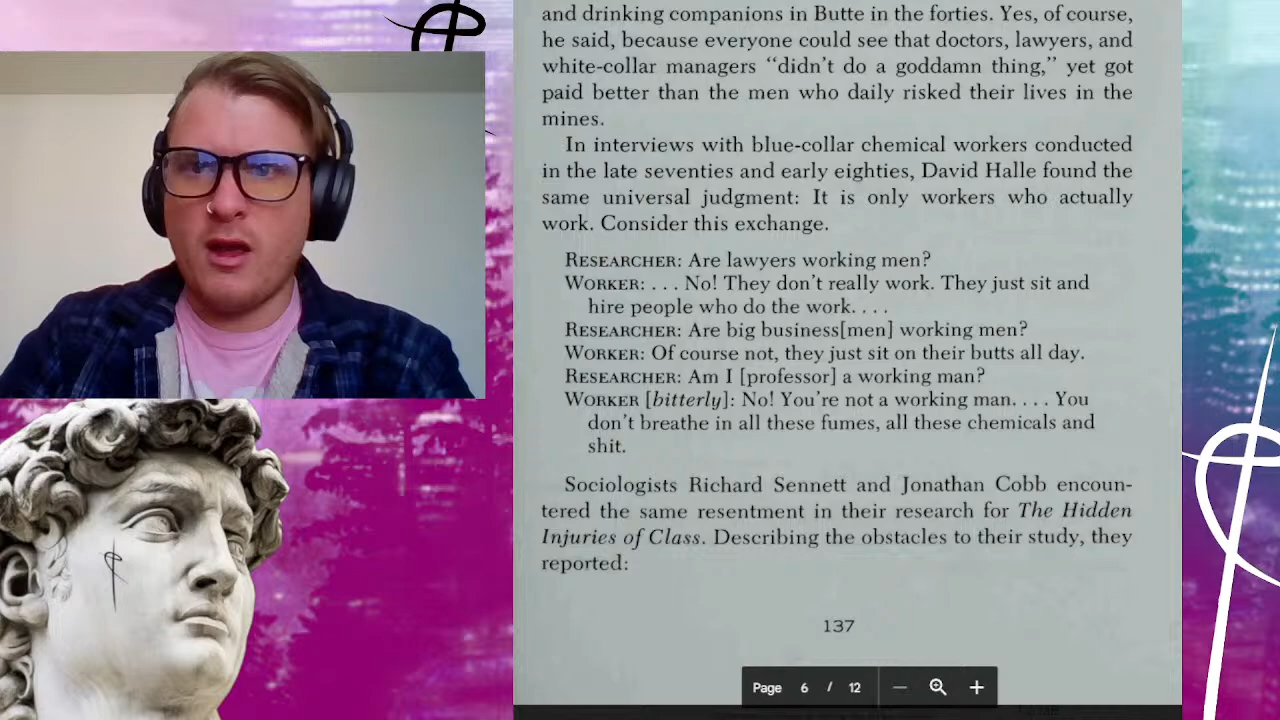 and drinking companions in Butte in the forties. Yes, of course,
he said, because everyone could see that doctors, lawyers, and
white-collar managers “didn’t do a goddamn thing,” yet got
paid better than the men who daily risked their lives in the
mines.
In interviews with blue-collar chemical workers conducted
in the late seventies and early eighties, David Halle found the
same universal judgment: It is only workers who actually
work. Consider this exchange.
RESEARCHER: Are lawyers working men?
WORKER: . . . No! They don’t really work. They just sit and
hire people who do the work. . . .
RESEARCHER: Are big business[men] working men?
WORKER: Of course not, they just sit on their butts all day.
RESEARCHER: Am I [professor] a working man?
WORKER [bitterly]: No! You’re not a working man. . . . You
don’t breathe in all these fumes, all these chemicals and
shit.
Sociologists Richard Sennett and Jonathan Cobb encoun-
tered the same resentment in their research for The Hidden
Injuries of Class. Describing the obstacles to their study, they
reported:
137
Page 6 / 12